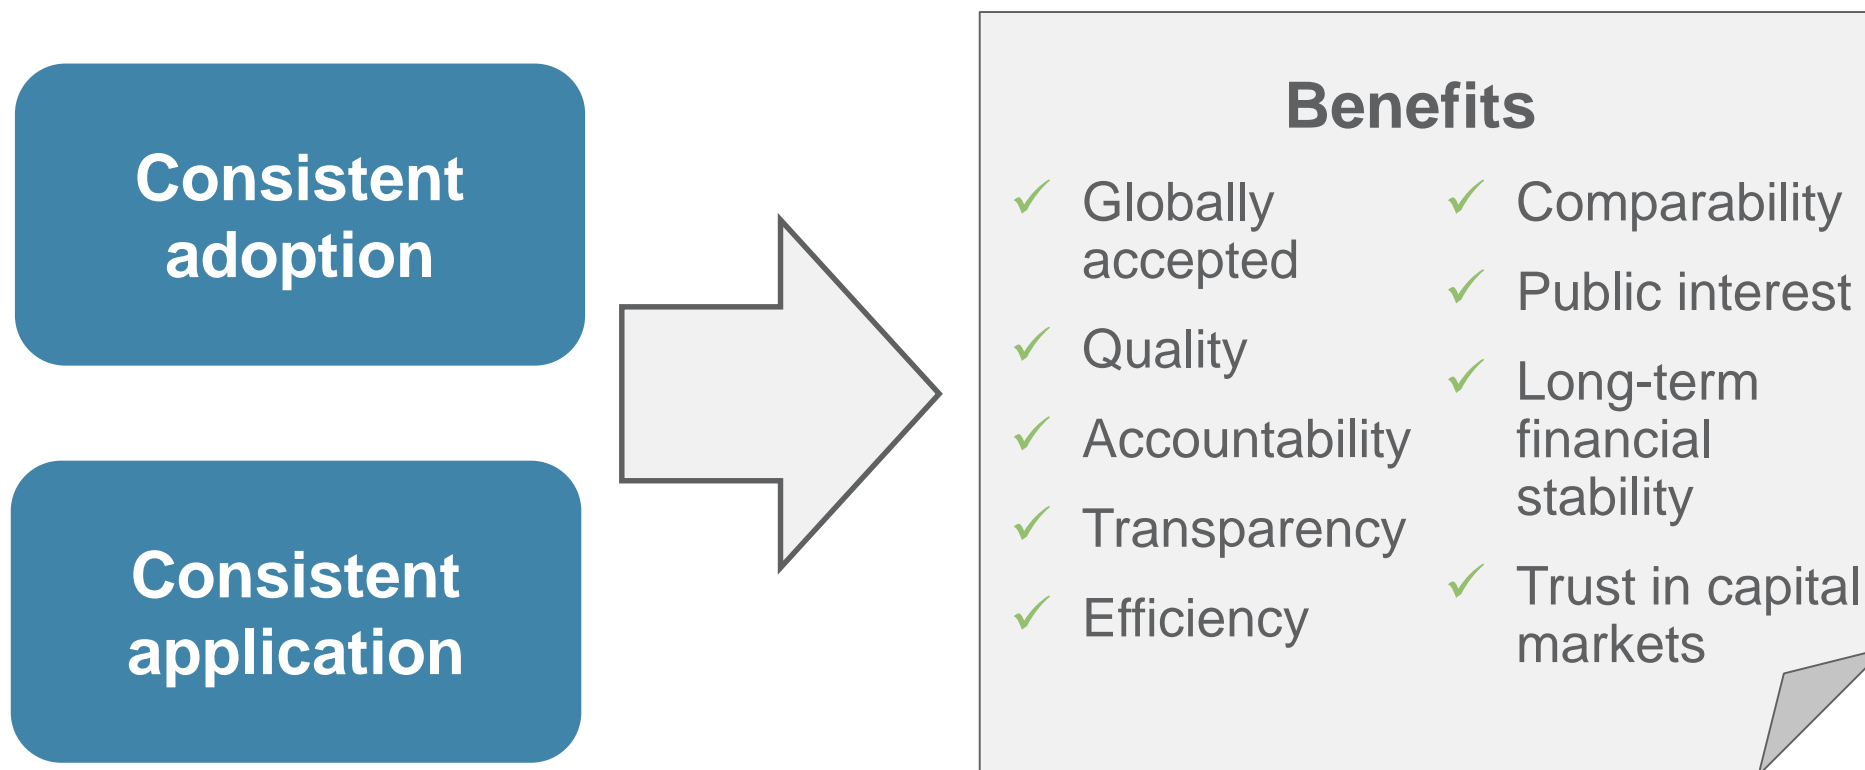 Consistent
adoption
Consistent
application
Benefits
Globally
accepted
Quality
Accountability
Transparency
Efficiency
Comparability
Public interest
Long-term
financial
stability
Trust in capital
markets